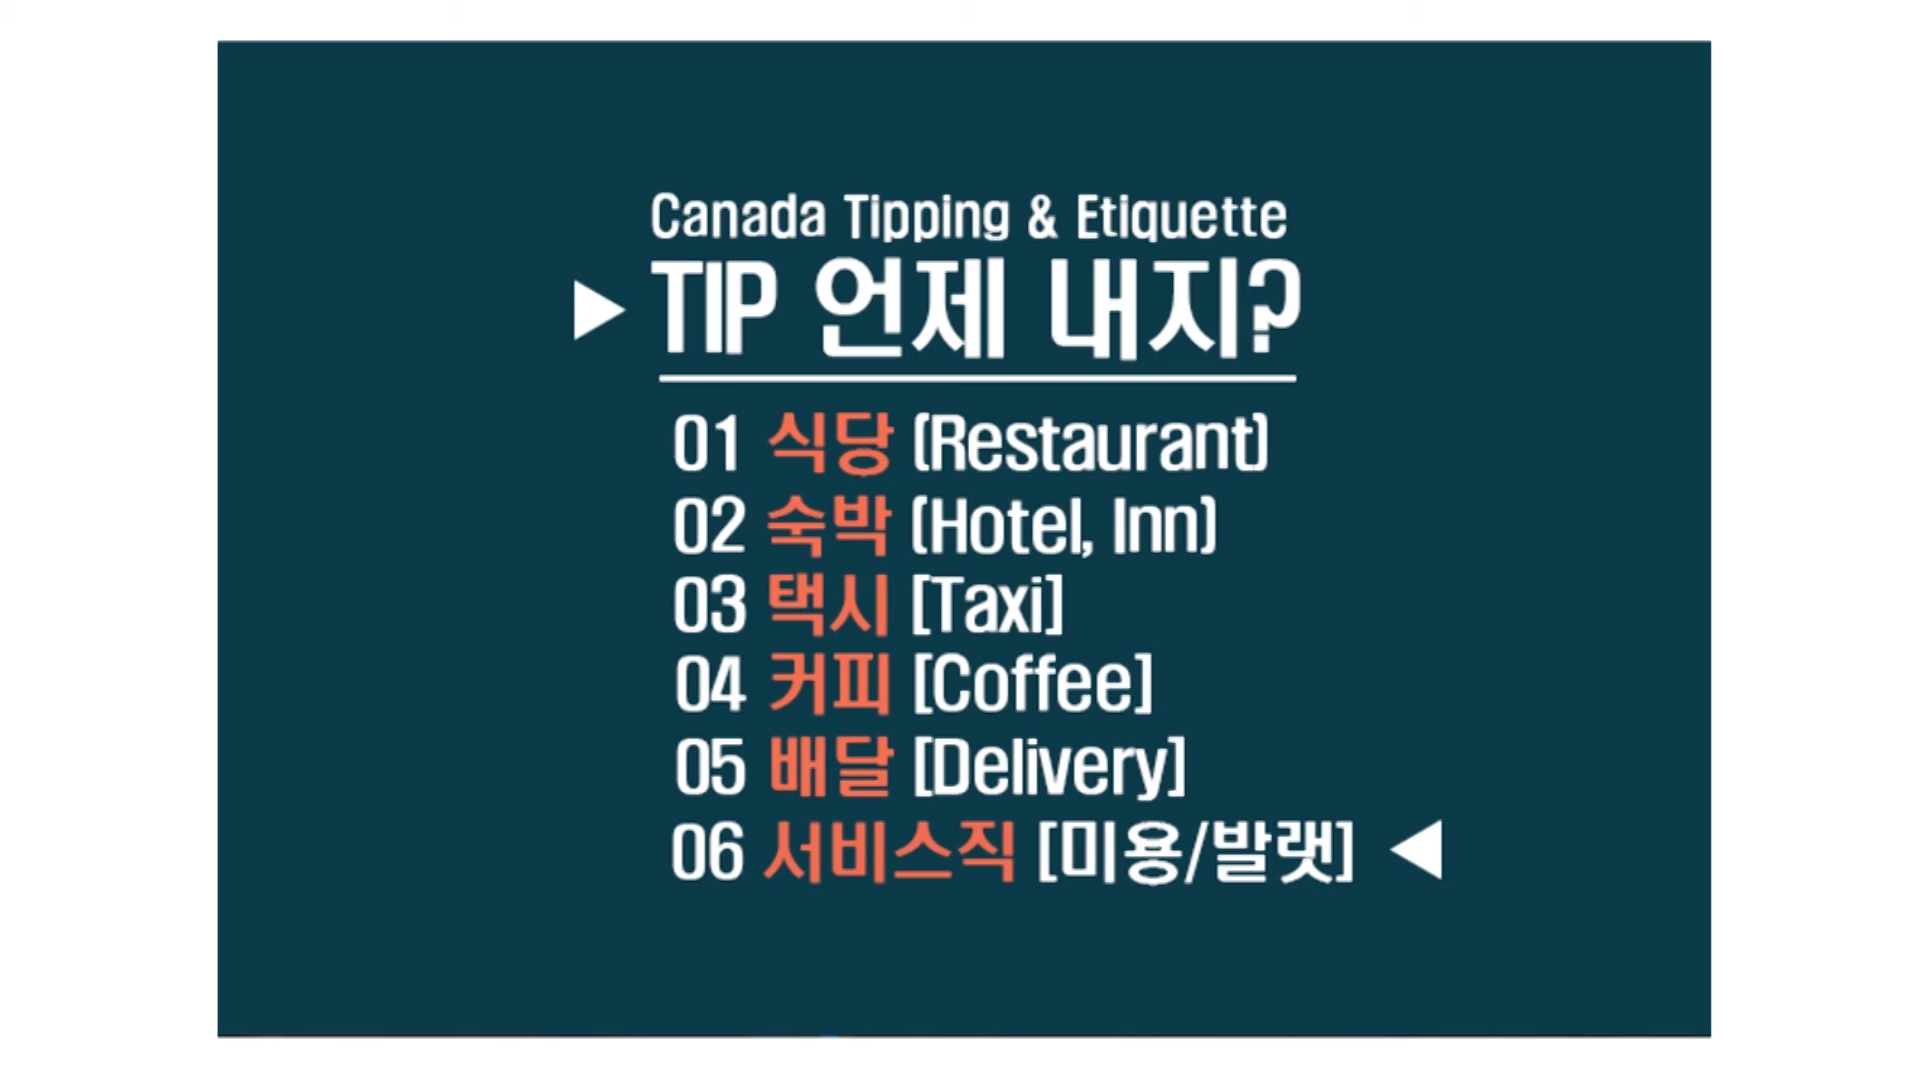 Canada Tipping & Etiquette
TIP 언제 내지?
01 식당 (Restaurant)
02 숙박 (Hotel, Inn)
03 택시 [Taxi]
04 커피 [Coffee]
05 배달 [Delivery]
06 서비스직 [미용/발랫]